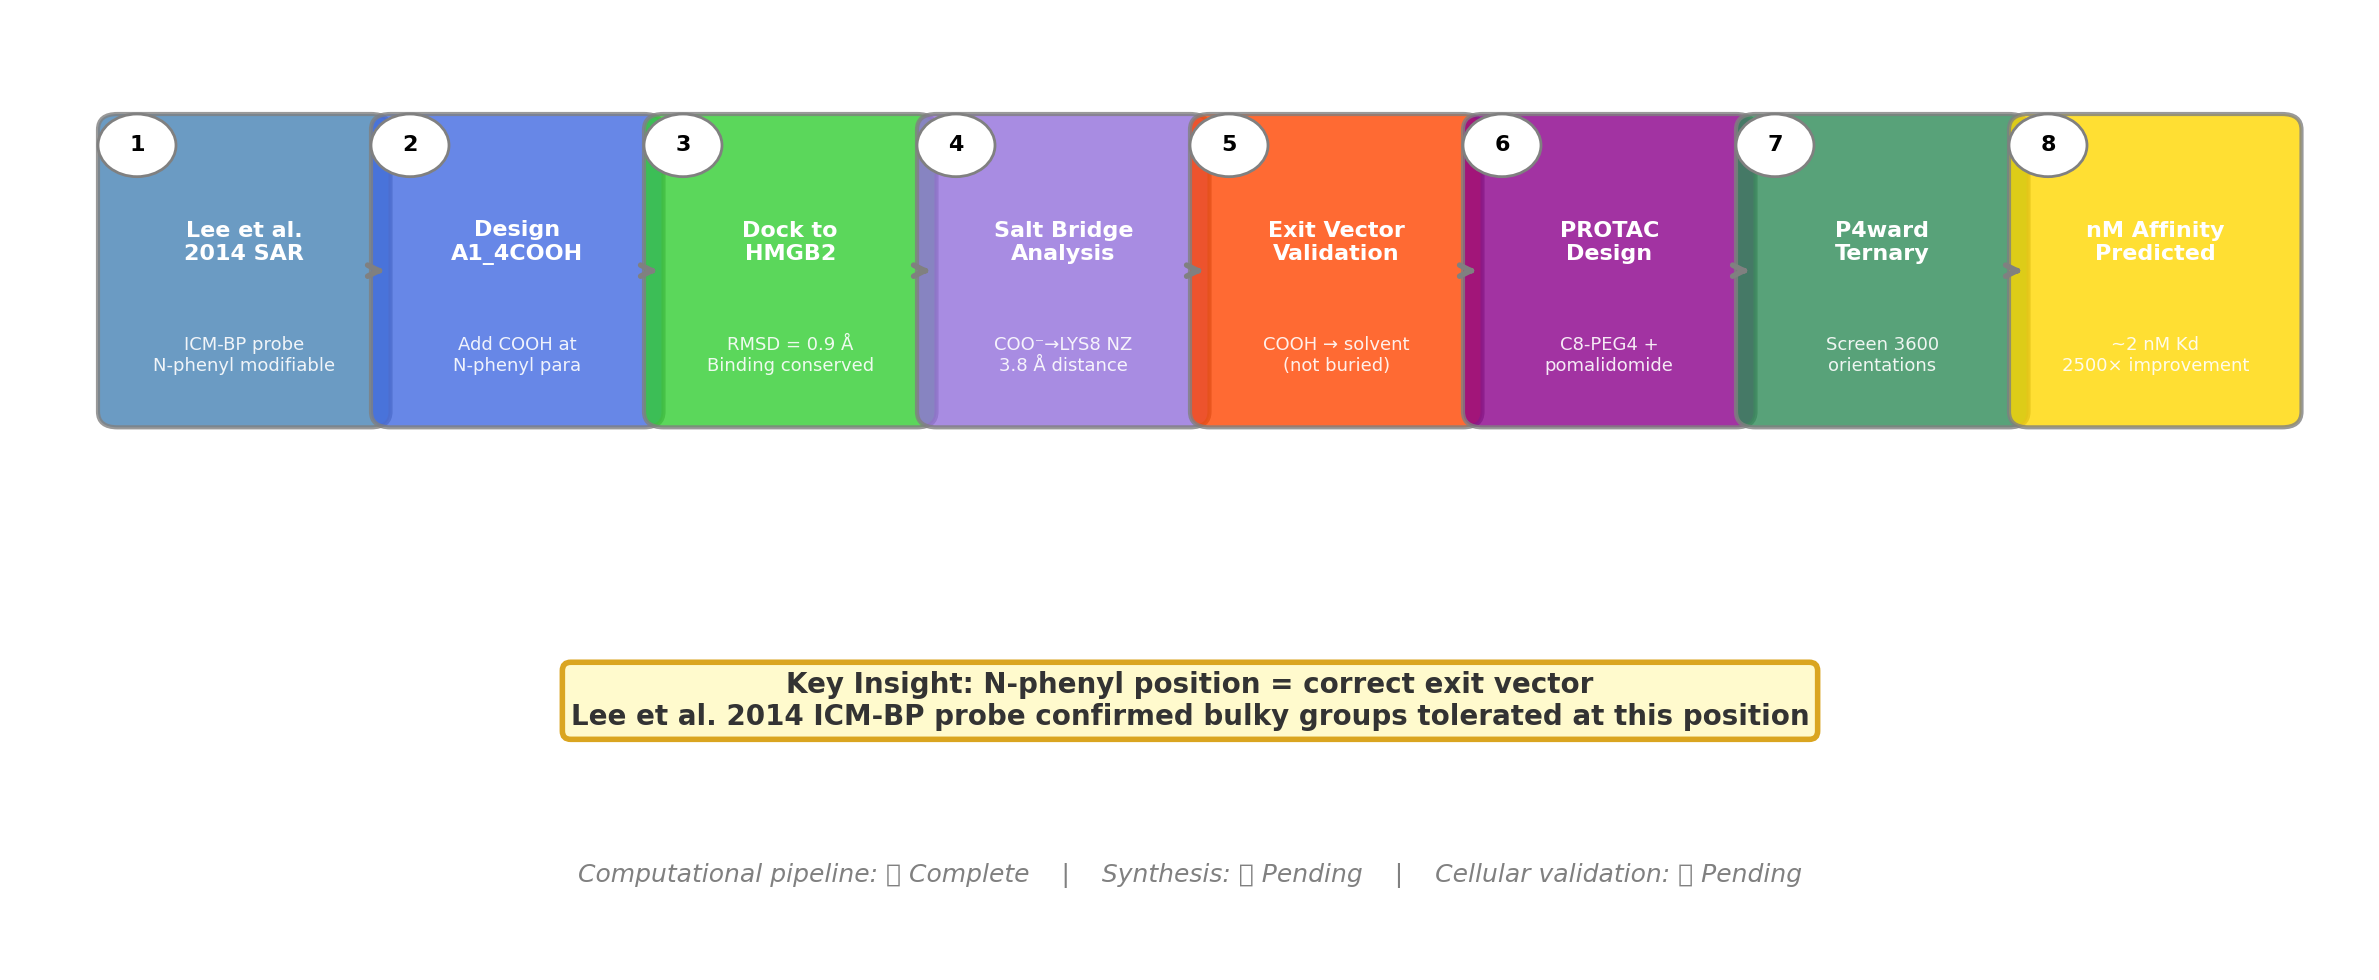 1
Lee et al.
2014 SAR
ICM-BP probe
N-phenyl modifiable
2
Design
A1_4COOH
Add COOH at
N-phenyl para
3
Dock to
HMGB2
RMSD = 0.9 Å
Binding conserved
4
Salt Bridge
Analysis
COO⁻→LYS8 NZ
3.8 Å distance
5
Exit Vector
Validation
COOH → solvent
(not buried)
6
PROTAC
Design
C8-PEG4 +
pomalidomide
7
P4ward
Ternary
Screen 3600
orientations
8
nM Affinity
Predicted
~2 nM Kd
2500× improvement
Key Insight: N-phenyl position = correct exit vector
Lee et al. 2014 ICM-BP probe confirmed bulky groups tolerated at this position
Computational pipeline: Complete | Synthesis: Pending | Cellular validation: Pending